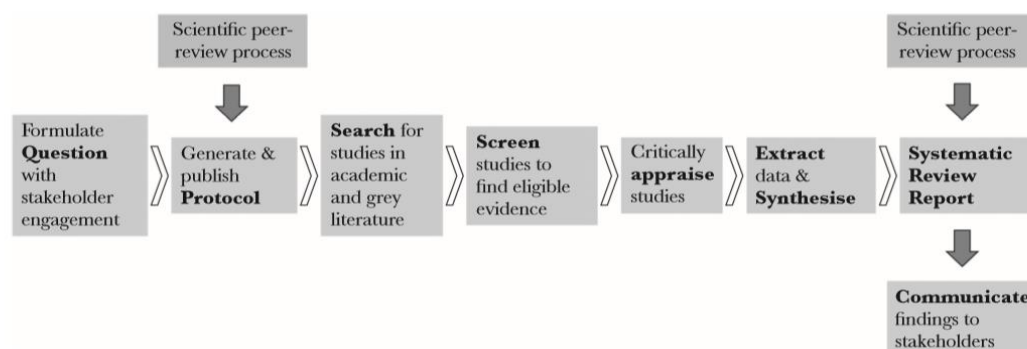 Scientific peer-
review process
Scientific peer-
review process
Formulate
Question
with
stakeholder
engagement
Generate &
publish
Protocol
Search for
studies in
academic
and grey
literature
Screen
studies to
find eligible
evidence
Critically
appraise
studies
Extract
data &
Synthesise
Systematic
Review
Report
Communicate
findings to
stakeholders